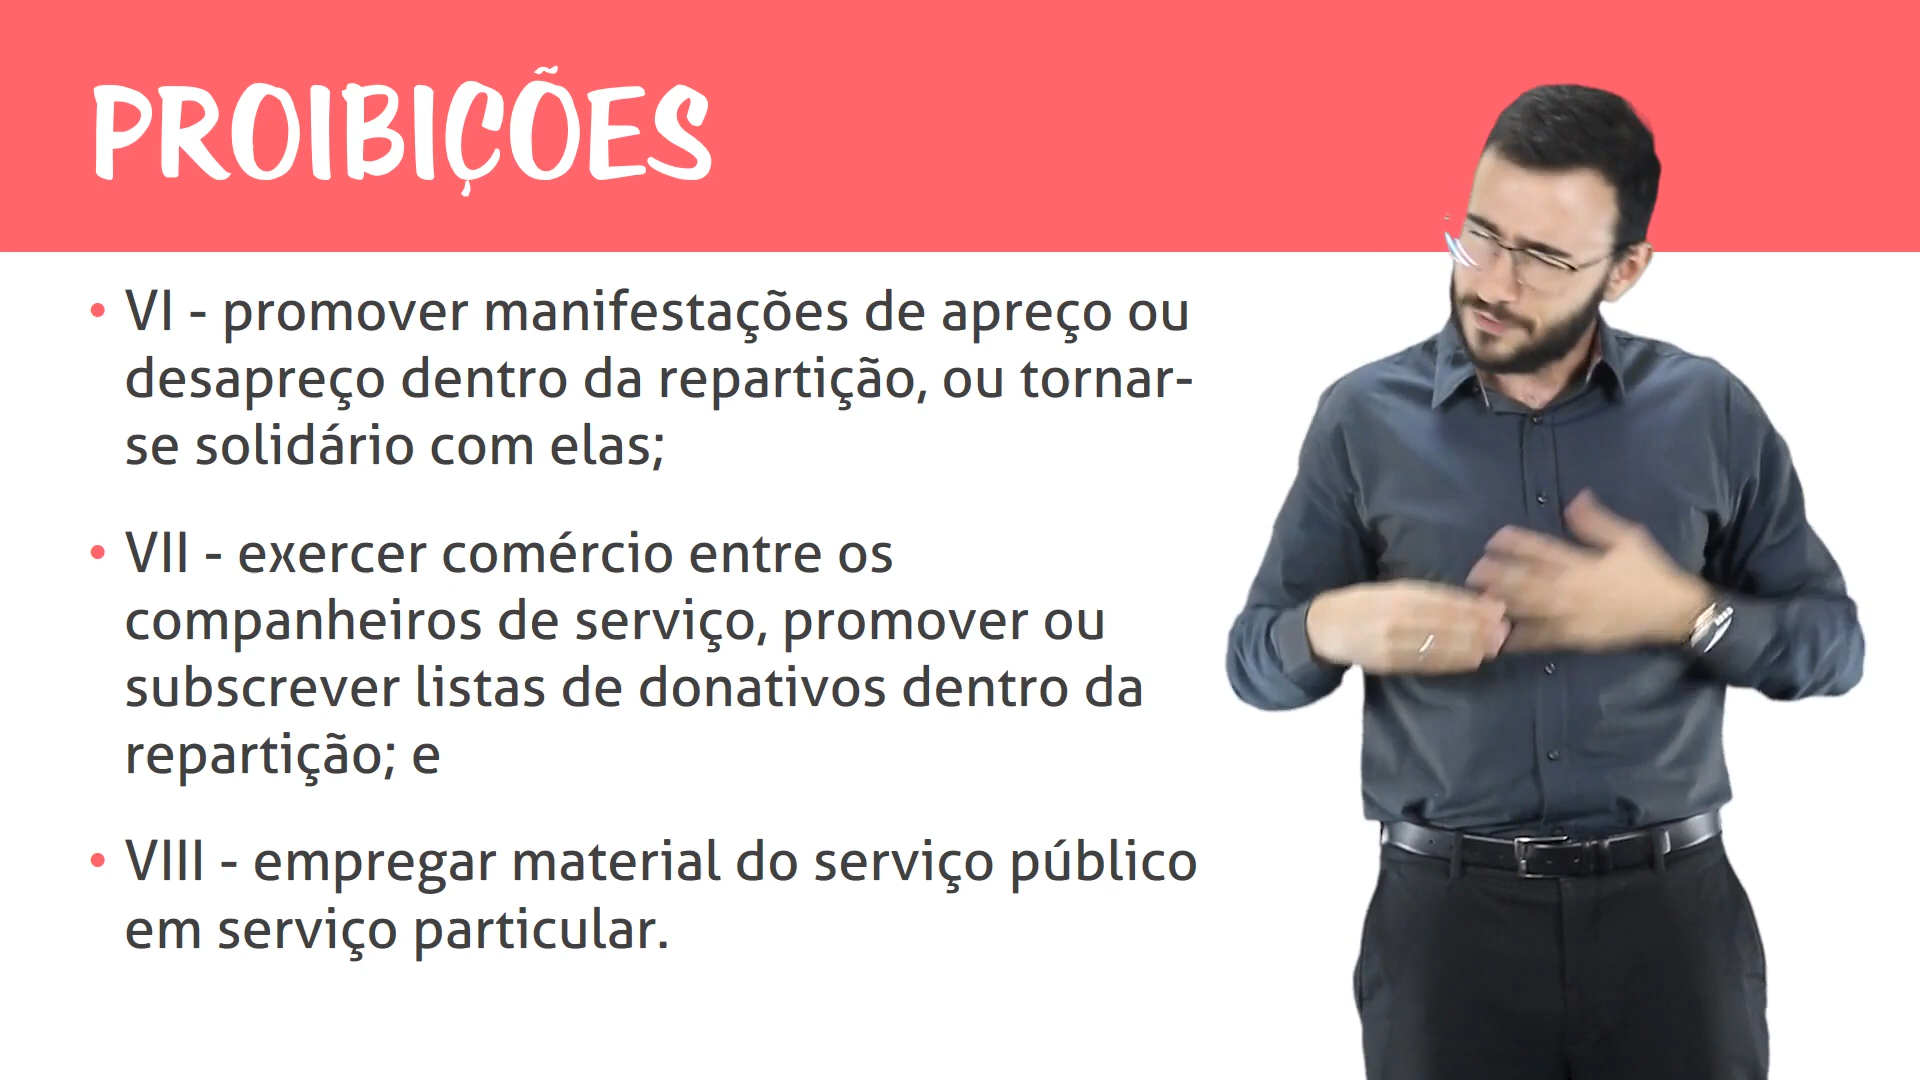 PROIBIÇÕES
• VI - promover manifestações de apreço ou
desapreço dentro da repartição, ou tornar-
se solidário com elas;
• VII - exercer comércio entre os
companheiros de serviço, promover ou
subscrever listas de donativos dentro da
repartição; e
• VIII - empregar material do serviço público
em serviço particular.